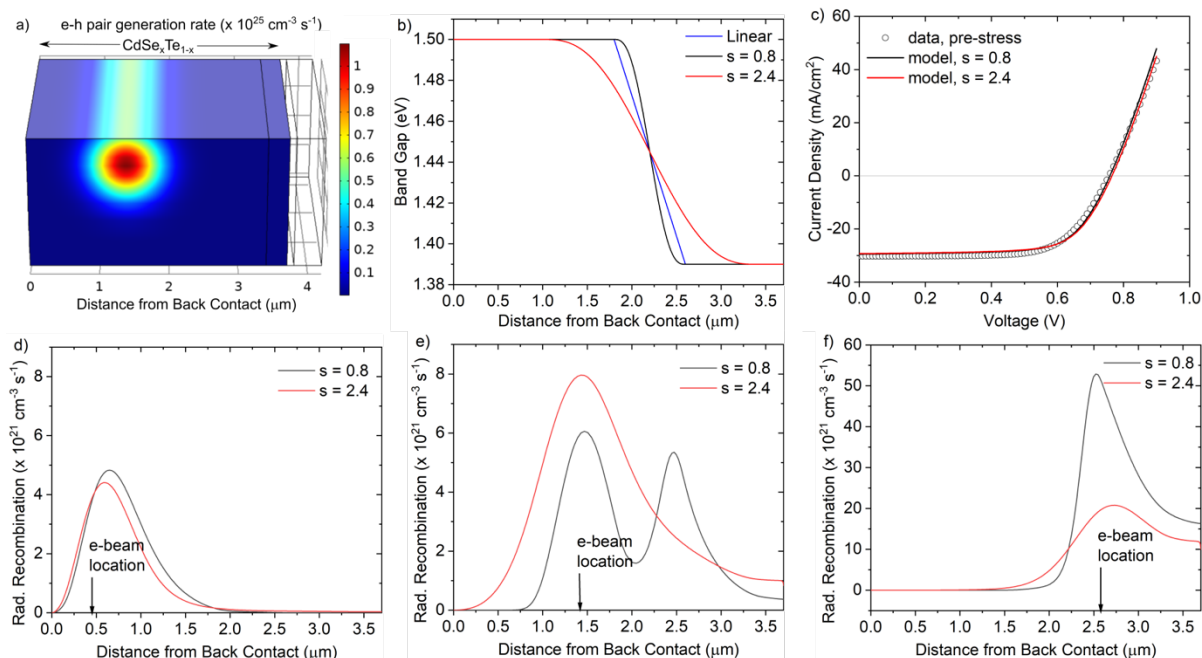 a)
e-h pair generation rate (x 10²⁵ cm⁻³ s⁻¹)
CdSeₓTe₁₋ₓ
1
0.9
0.8
0.7
0.6
0.5
0.4
0.3
0.2
0.1
0 1 2 3 4
Distance from Back Contact (μm)
b)
Linear
s = 0.8
s = 2.4
Band Gap (eV)
1.50
1.48
1.46
1.44
1.42
1.40
1.38
0.0 0.5 1.0 1.5 2.0 2.5 3.0 3.5
Distance from Back Contact (μm)
c)
data, pre-stress
model, s = 0.8
model, s = 2.4
Current Density (mA/cm²)
60
40
20
0
-20
-40
0.0 0.2 0.4 0.6 0.8 1.0
Voltage (V)
d)
s = 0.8
s = 2.4
Rad. Recombination (x 10²¹ cm⁻³ s⁻¹)
8
6
4
2
0
e-beam
location
0.0 0.5 1.0 1.5 2.0 2.5 3.0 3.5
Distance from Back Contact (μm)
e)
s = 0.8
s = 2.4
Rad. Recombination (x 10²¹ cm⁻³ s⁻¹)
8
6
4
2
0
e-beam
location
0.0 0.5 1.0 1.5 2.0 2.5 3.0 3.5
Distance from Back Contact (μm)
f)
s = 0.8
s = 2.4
Rad. Recombination (x 10²¹ cm⁻³ s⁻¹)
60
50
40
30
20
10
0
e-beam
location
0.0 0.5 1.0 1.5 2.0 2.5 3.0 3.5
Distance from Back Contact (μm)